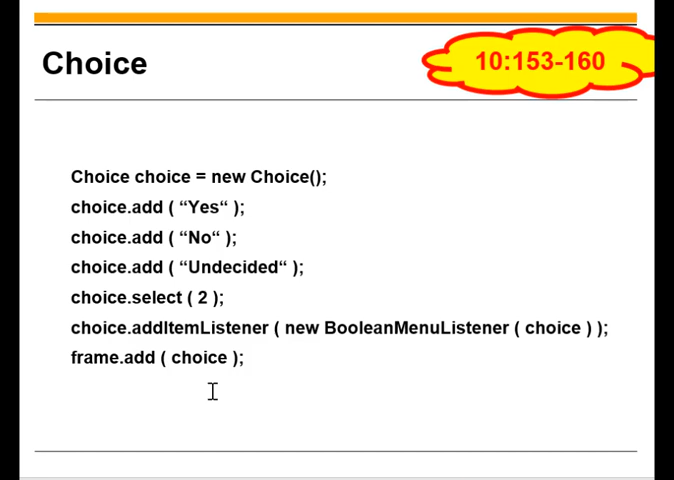 Choice
10:153-160
Choice choice = new Choice();
choice.add ( “Yes“ );
choice.add ( “No“ );
choice.add ( “Undecided“ );
choice.select ( 2 );
choice.addItemListener ( new BooleanMenuListener ( choice ) );
frame.add ( choice );